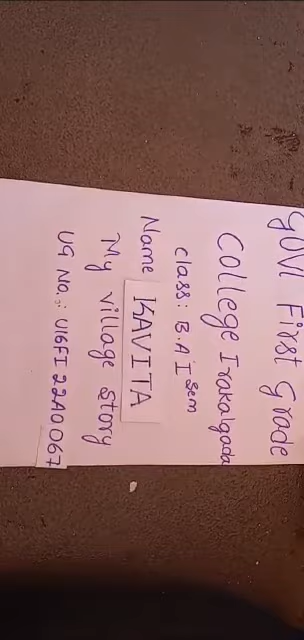 govt First Grade
College Irakalgada
class: B.A I sem
Name KAVITA
My village story
UG No.: U16FI22A0067